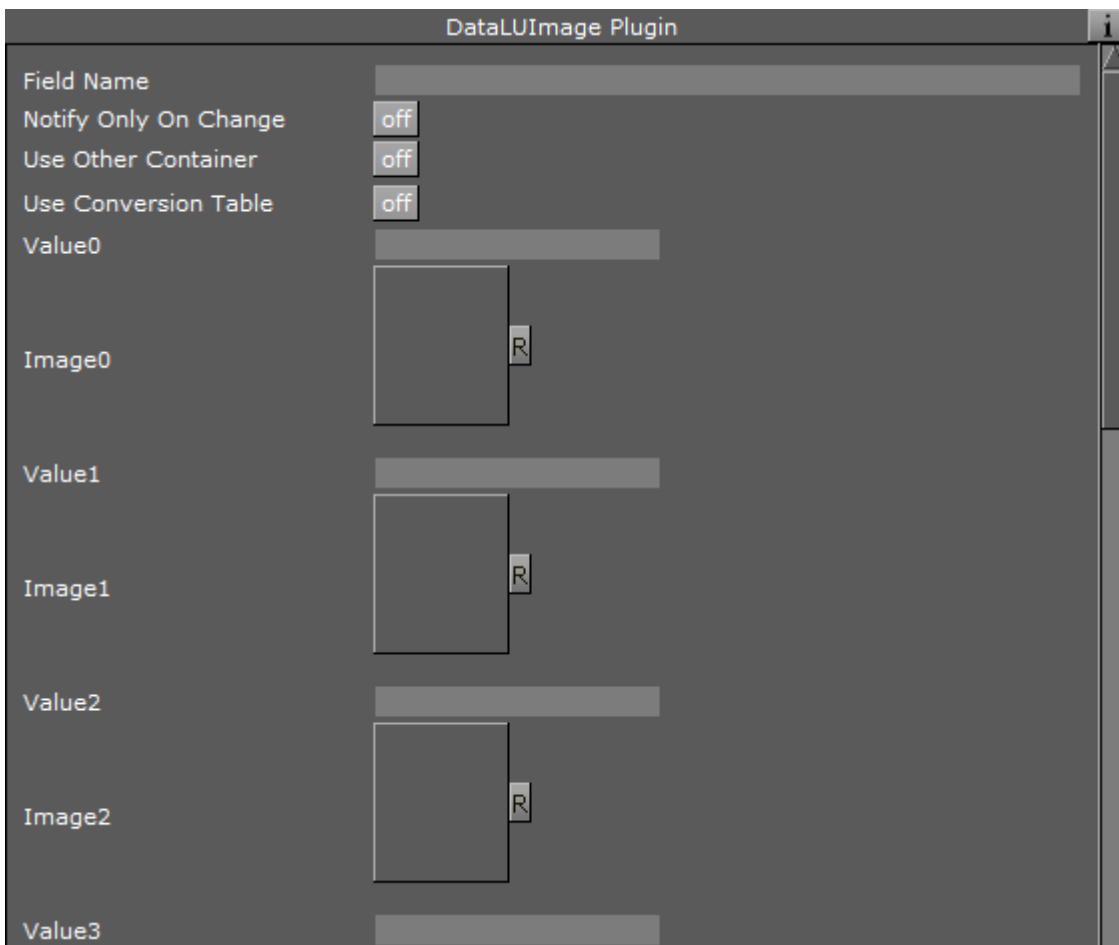 DataLUImage Plugin
i
Field Name
Notify Only On Change off
Use Other Container off
Use Conversion Table off
Value0
Image0 R
Value1
Image1 R
Value2
Image2 R
Value3